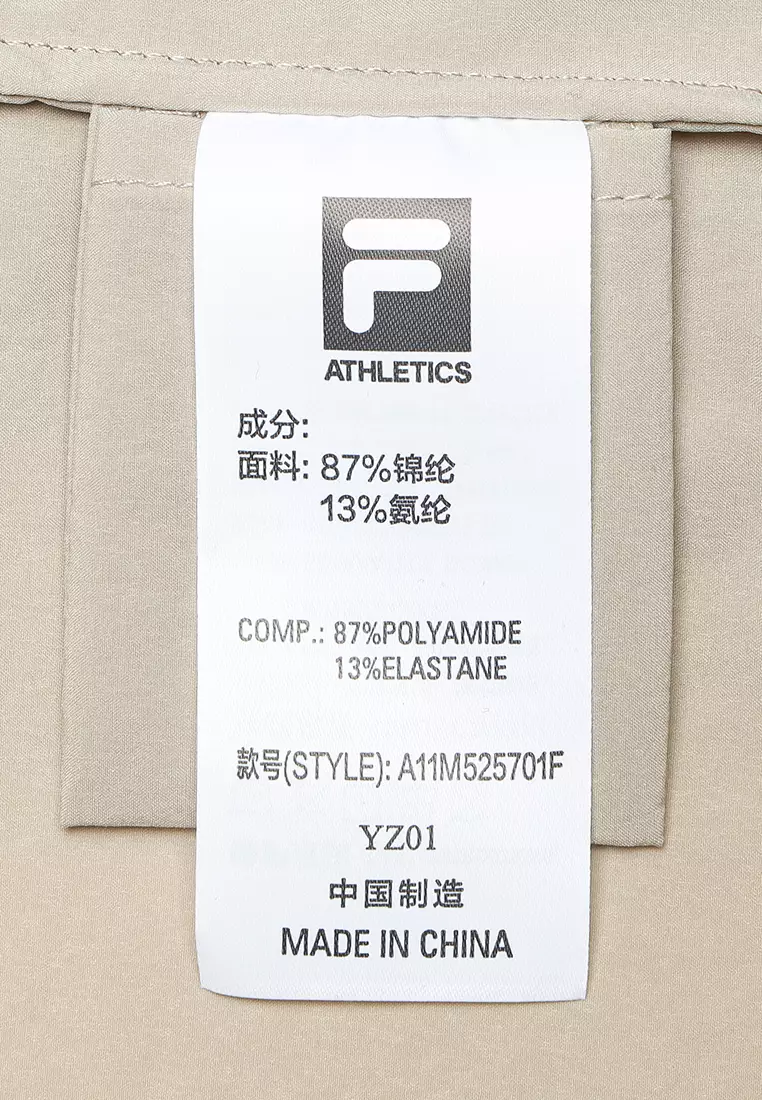 F
ATHLETICS
成分:
面料: 87%锦纶
13%氨纶
COMP.: 87%POLYAMIDE
13%ELASTANE
款号(STYLE): A11M525701F
YZ01
中国制造
MADE IN CHINA